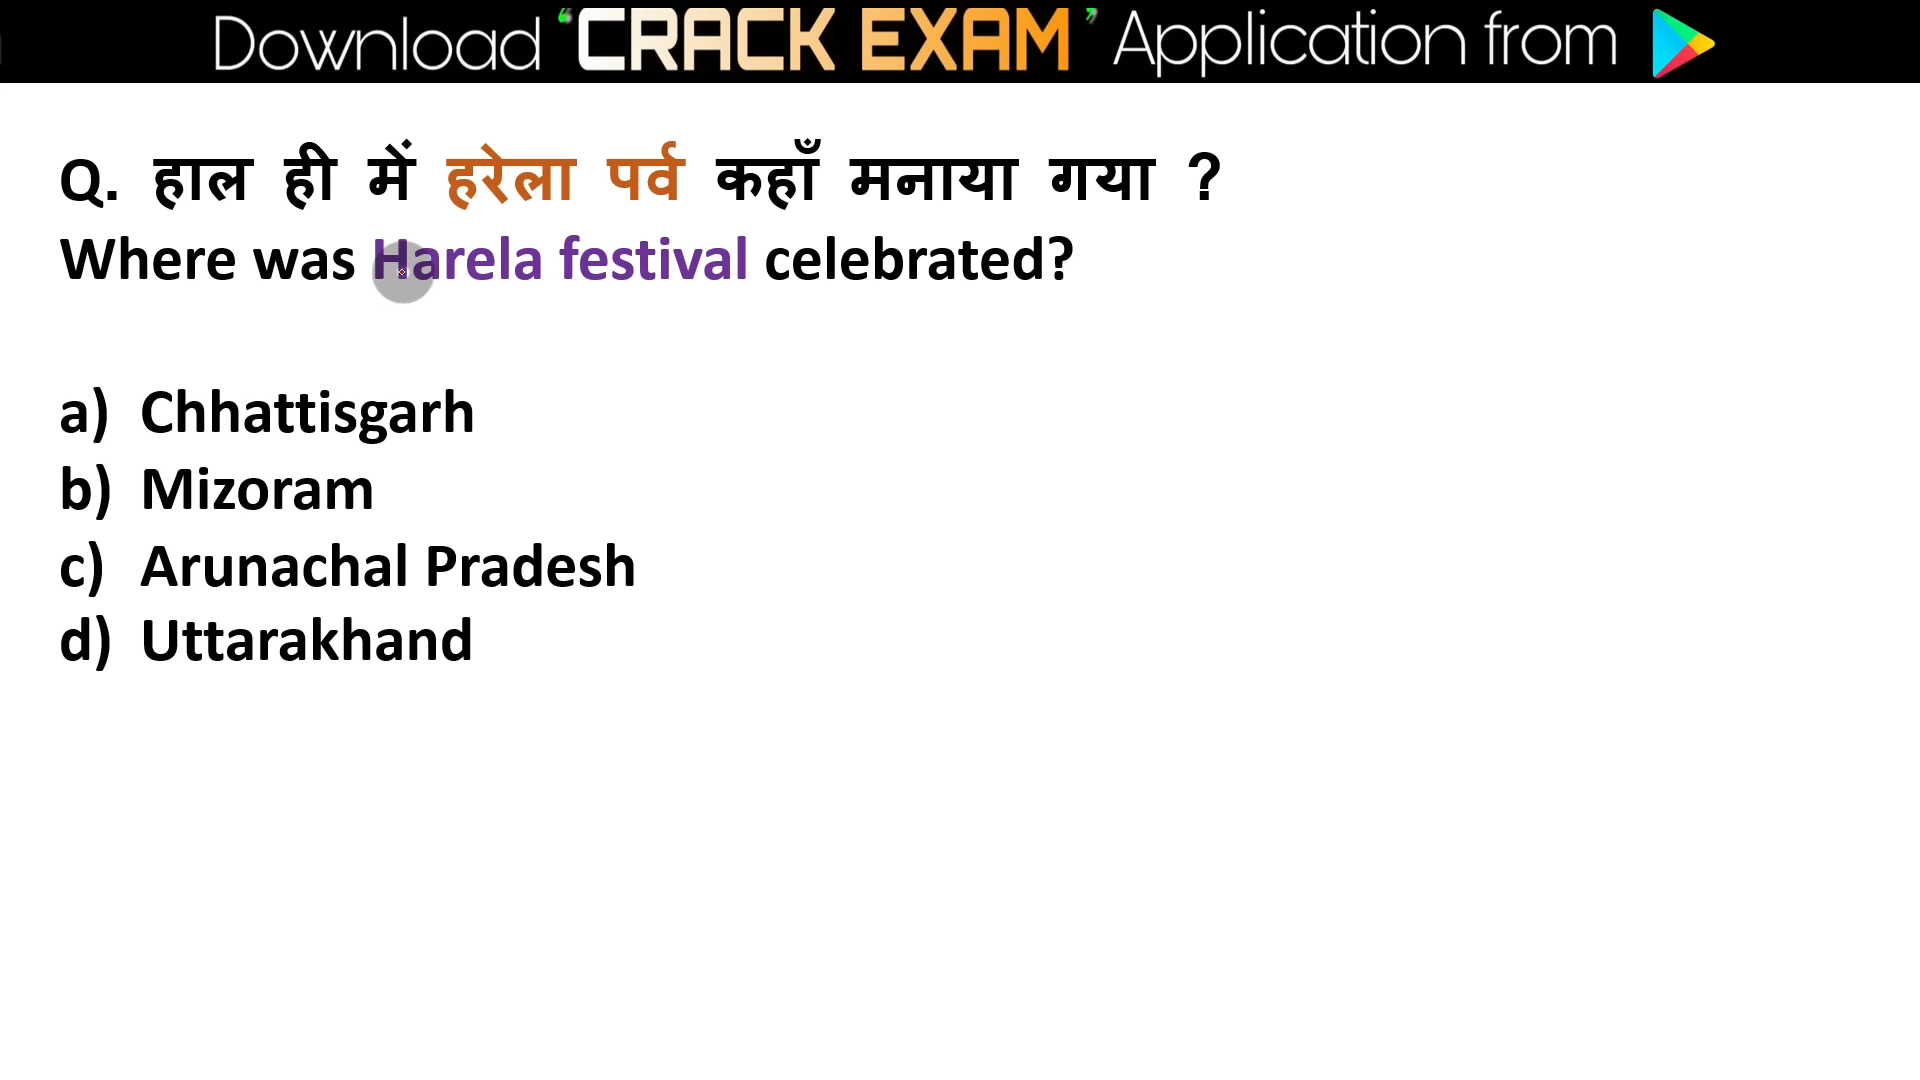 Download ‘CRACK EXAM’ Application from
Q. हाल ही में हरेला पर्व कहाँ मनाया गया ?
Where was Harela festival celebrated?
a) Chhattisgarh
b) Mizoram
c) Arunachal Pradesh
d) Uttarakhand